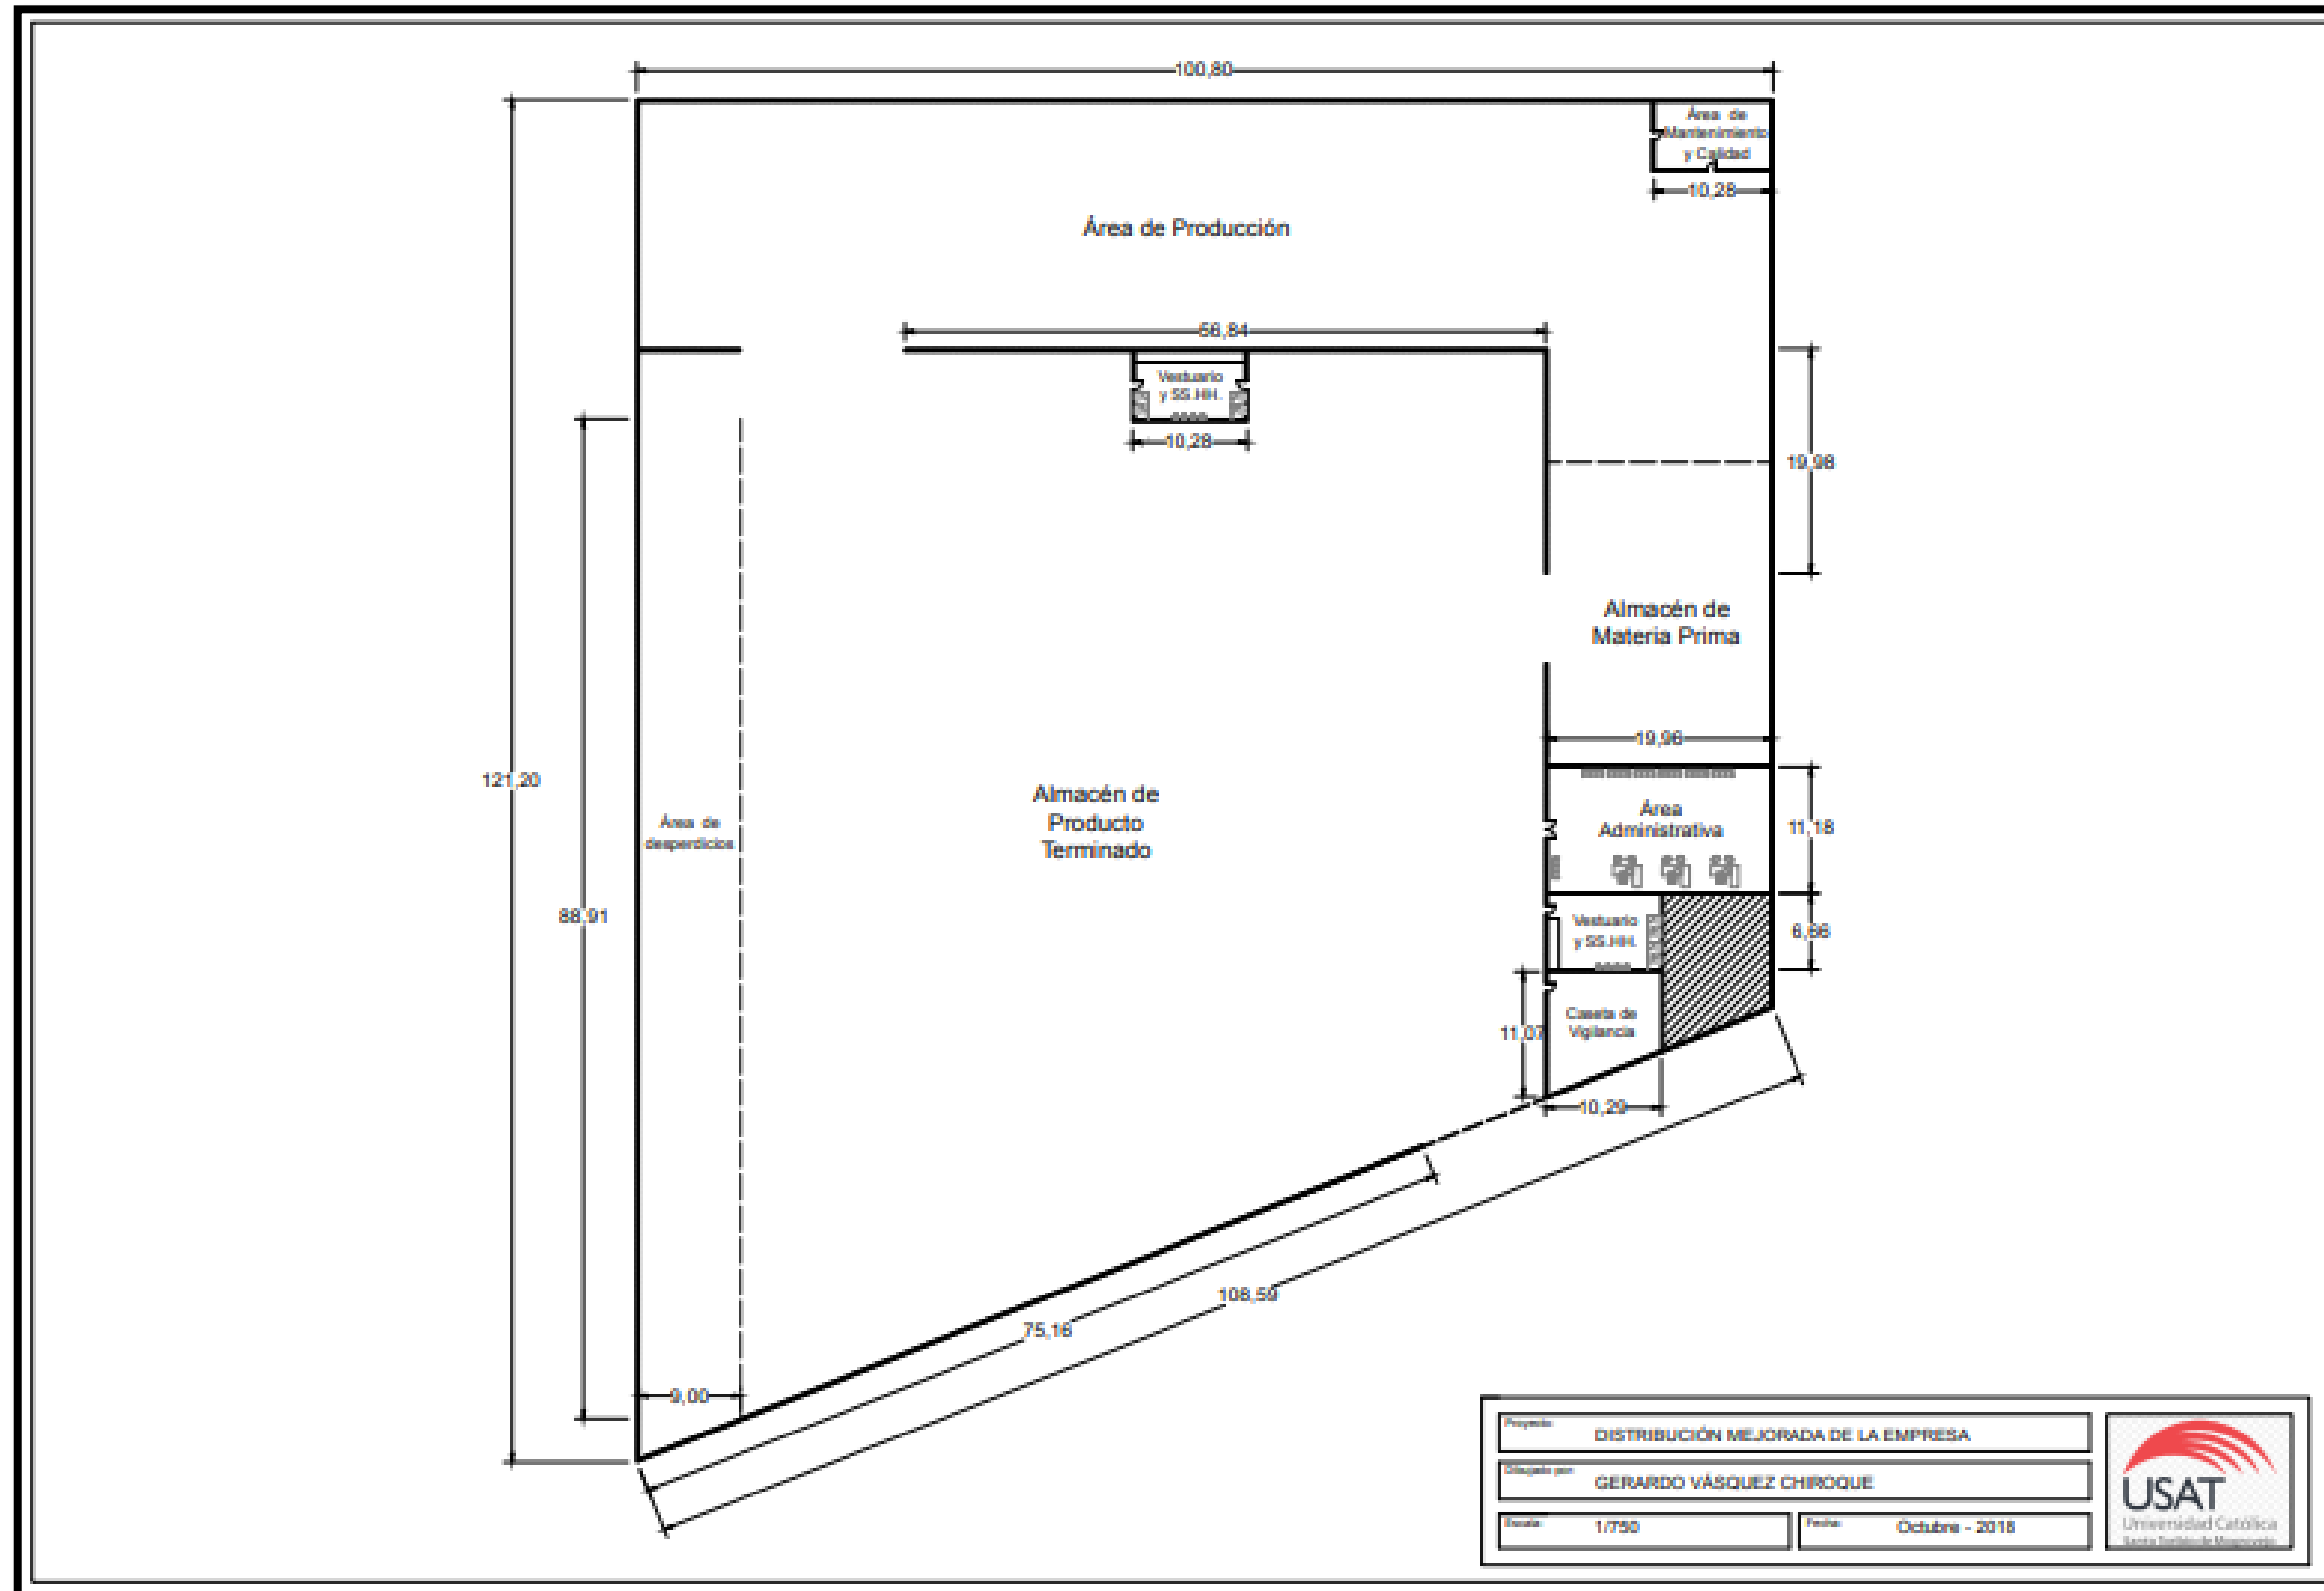 100,80
Área de
Mantenimiento
y Calidad
10,28
Área de Producción
56,84
Vestuario
y SS.HH.
10,28
19,98
Almacén de
Materia Prima
19,96
121,20
Almacén de
Producto
Terminado
Área de
desperdicios
Área
Administrativa
11,18
88,91
Vestuario
y SS.HH.
6,66
Caseta de
Vigilancia
11,07
10,29
108,59
75,16
9,00
Proyecto:
DISTRIBUCIÓN MEJORADA DE LA EMPRESA
Dibujado por:
GERARDO VÁSQUEZ CHIROQUE
Escala:
1/750
Fecha:
Octubre - 2018
USAT
Universidad Católica
Santo Toribio de Mogrovejo